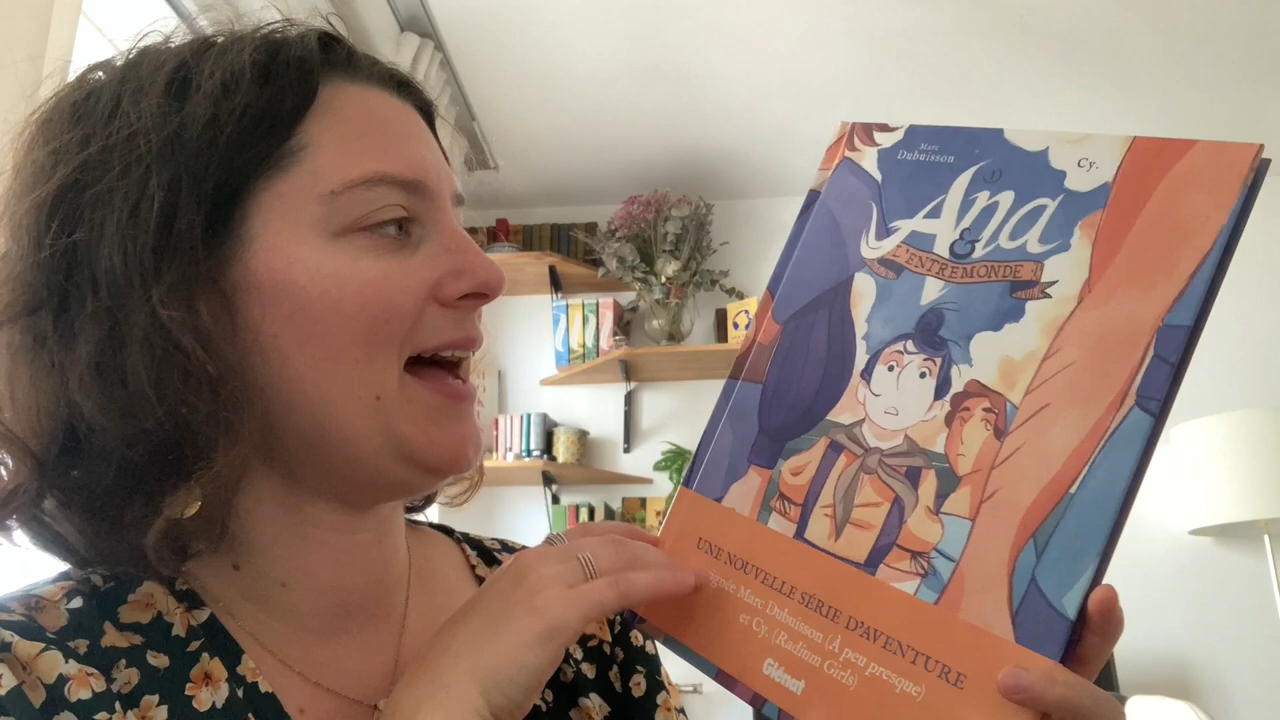 Marc
Dubuisson
Cy.
1
Ana
&
L'ENTREMONDE
UNE NOUVELLE SÉRIE D'AVENTURE
signée Marc Dubuisson (À peu presque)
et Cy. (Radium Girls)
Glénat